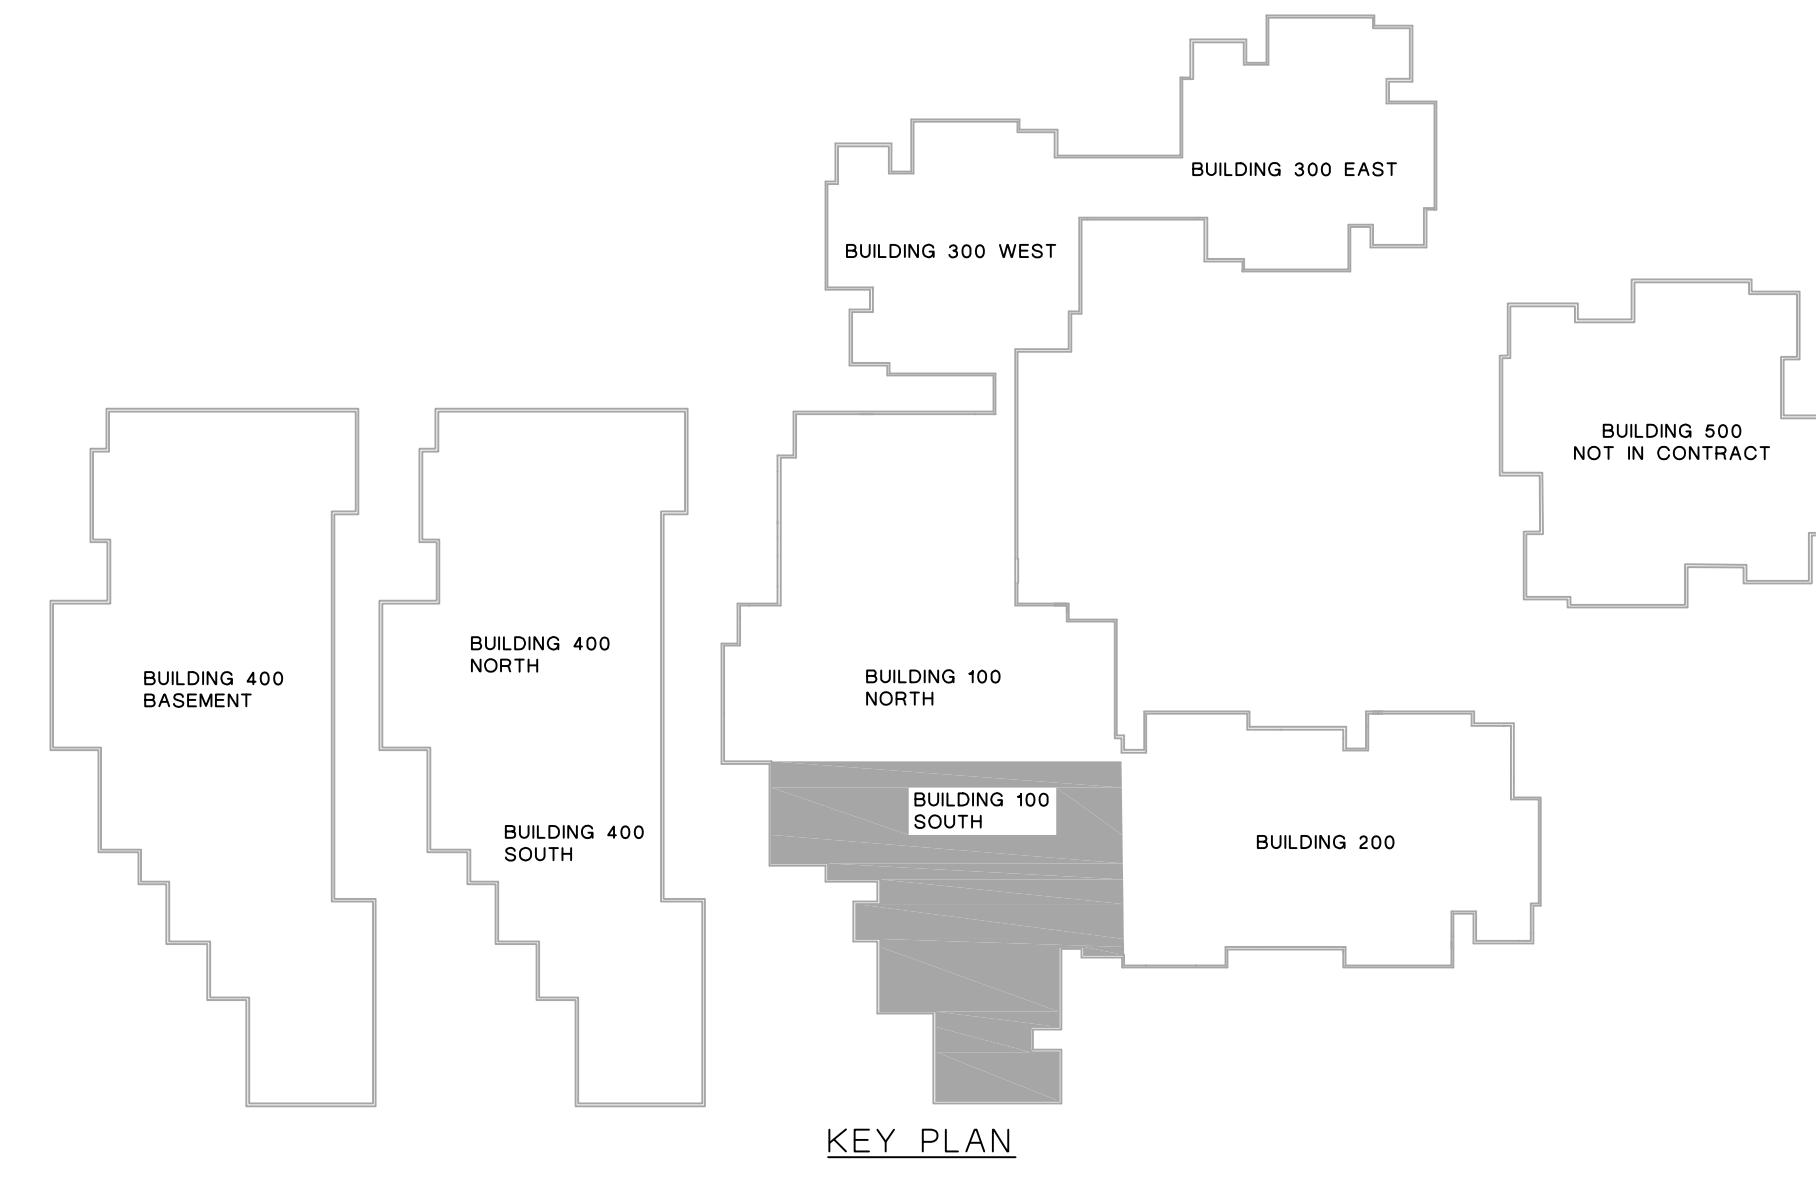 BUILDING 300 EAST
BUILDING 300 WEST
BUILDING 500
NOT IN CONTRACT
BUILDING 400
NORTH
BUILDING 400
BASEMENT
BUILDING 100
NORTH
BUILDING 100
SOUTH
BUILDING 400
SOUTH
BUILDING 200
KEY PLAN